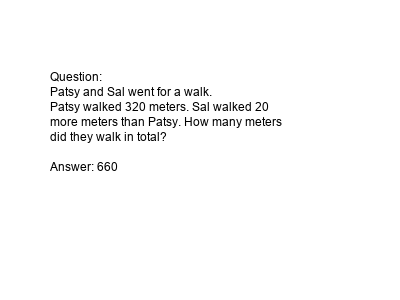 Question:
Patsy and Sal went for a walk.
Patsy walked 320 meters. Sal walked 20
more meters than Patsy. How many meters
did they walk in total?
Answer: 660